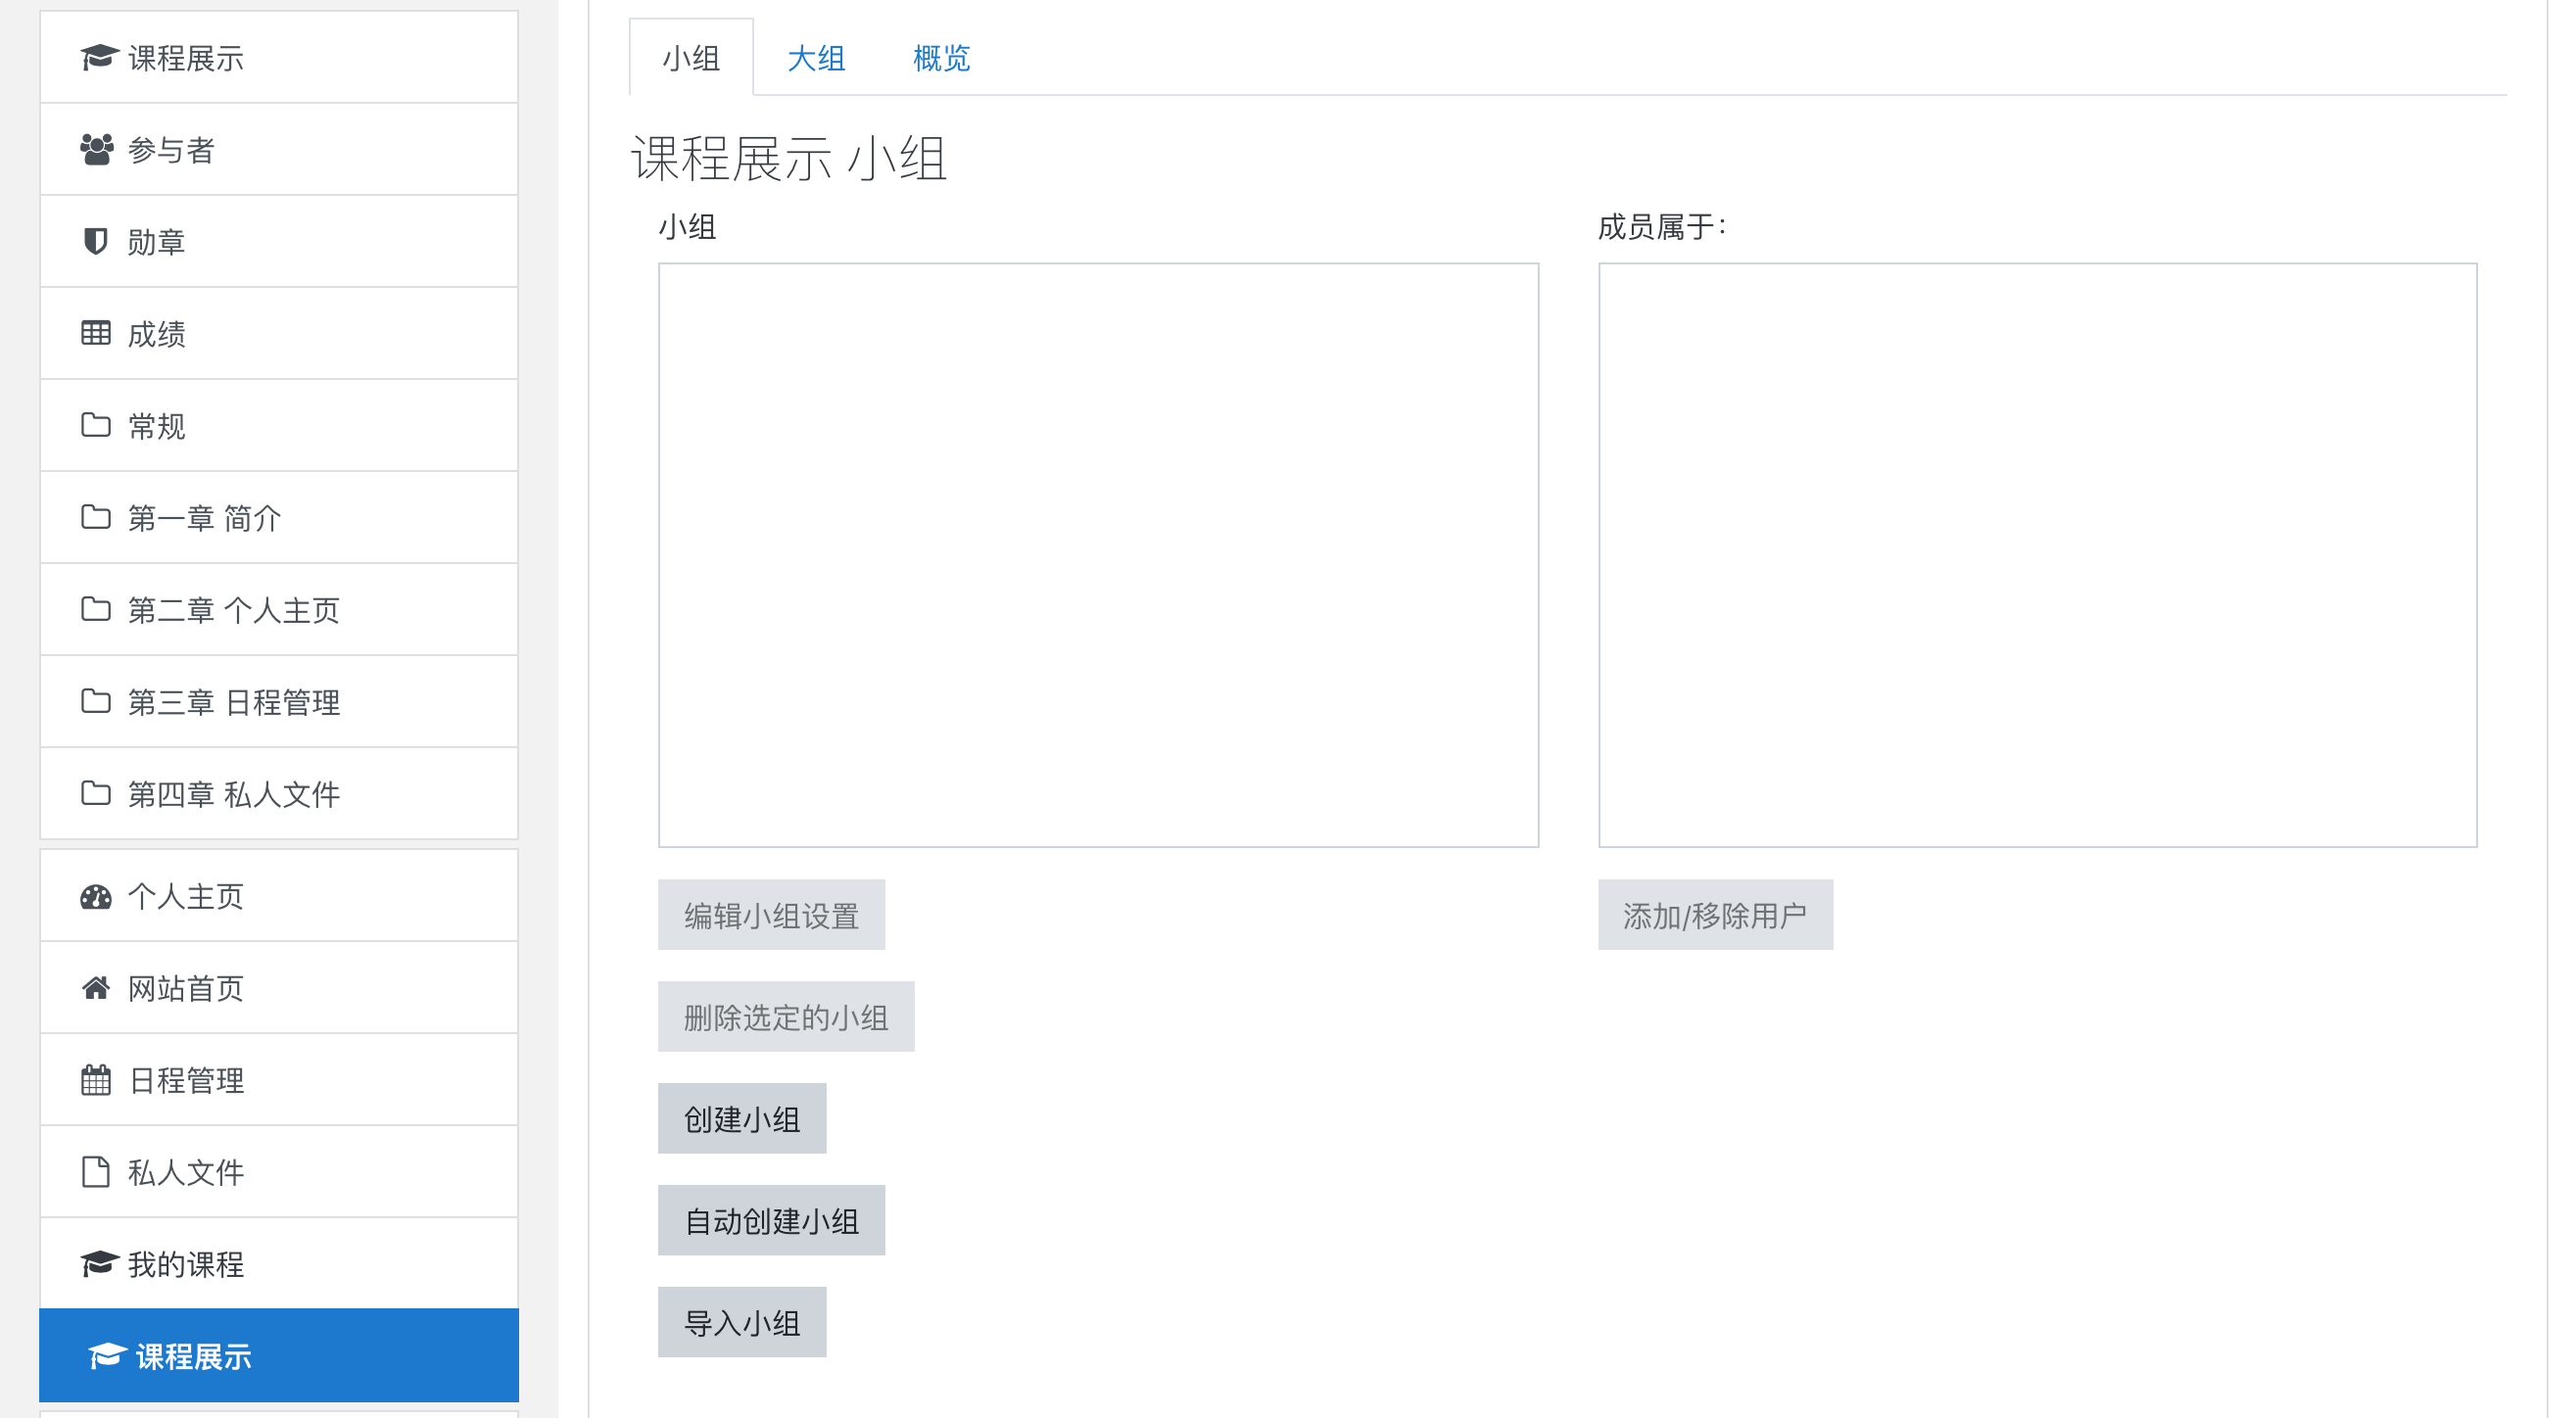 课程展示
参与者
勋章
成绩
常规
第一章 简介
第二章 个人主页
第三章 日程管理
第四章 私人文件
个人主页
网站首页
日程管理
私人文件
我的课程
课程展示
小组 大组 概览
课程展示 小组
小组
成员属于：
编辑小组设置
添加/移除用户
删除选定的小组
创建小组
自动创建小组
导入小组